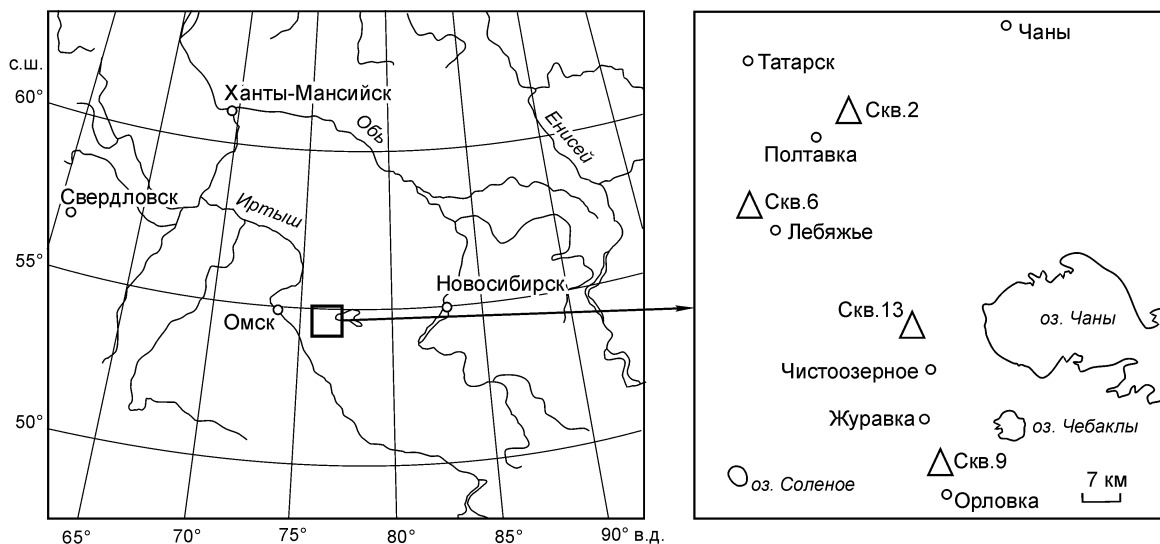 с.ш.
60°
55°
50°
Ханты-Мансийск
Обь
Енисей
Свердловск
Иртыш
Новосибирск
Омск
65°
70°
75°
80°
85°
90° в.д.
Чаны
Татарск
Скв.2
Полтавка
Скв.6
Лебяжье
Скв.13
оз. Чаны
Чистоозерное
Журавка
оз. Чебаклы
Скв.9
оз. Соленое
7 км
Орловка